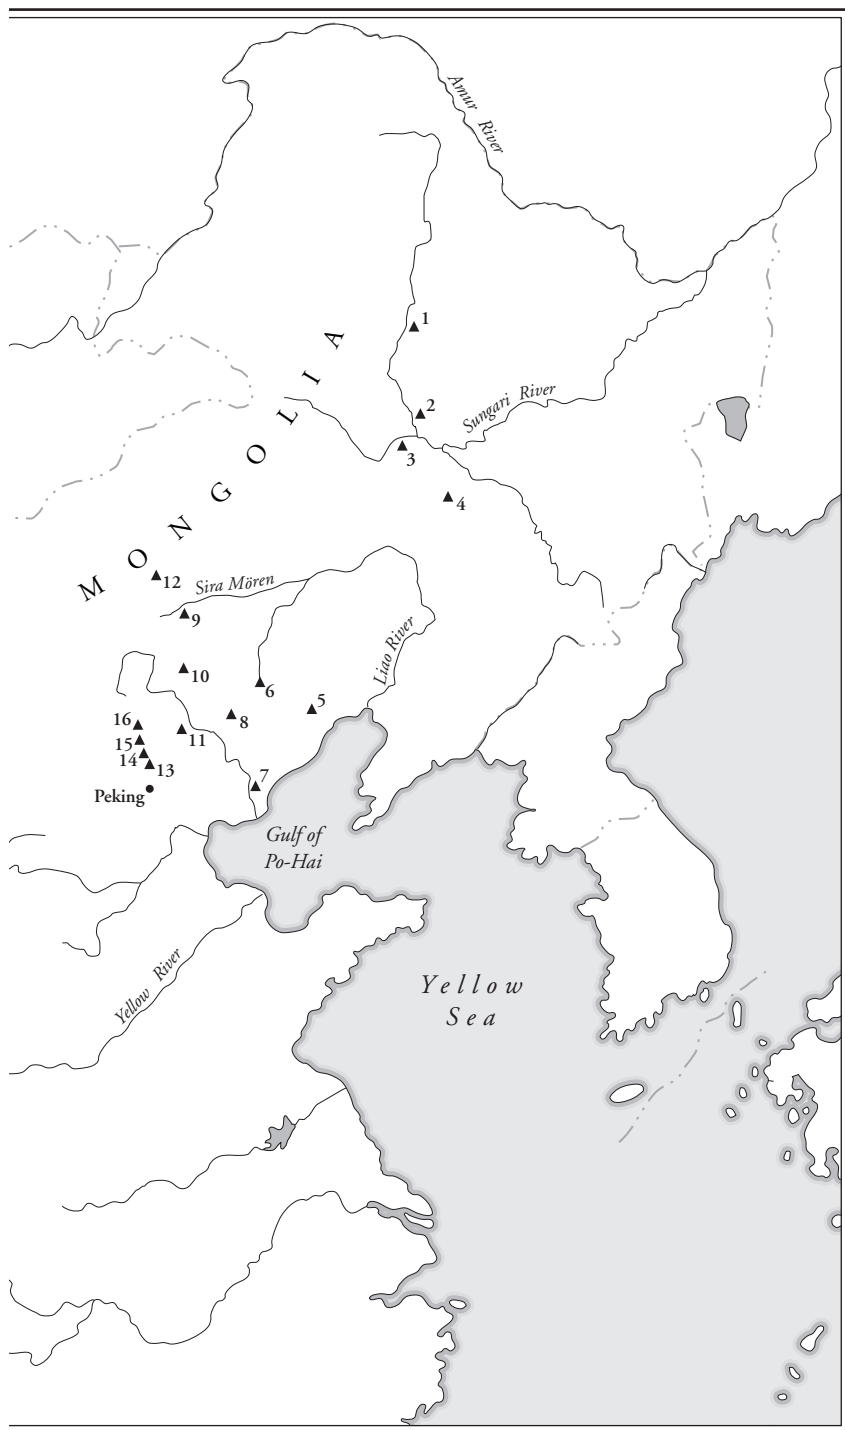 Amur River
1
MONGOLIA
2
Sungari River
3
4
12
Sira Mören
9
Liao River
10
6
5
16
8
11
15
14
13
7
Peking
Gulf of
Po-Hai
Yellow River
Yellow
Sea